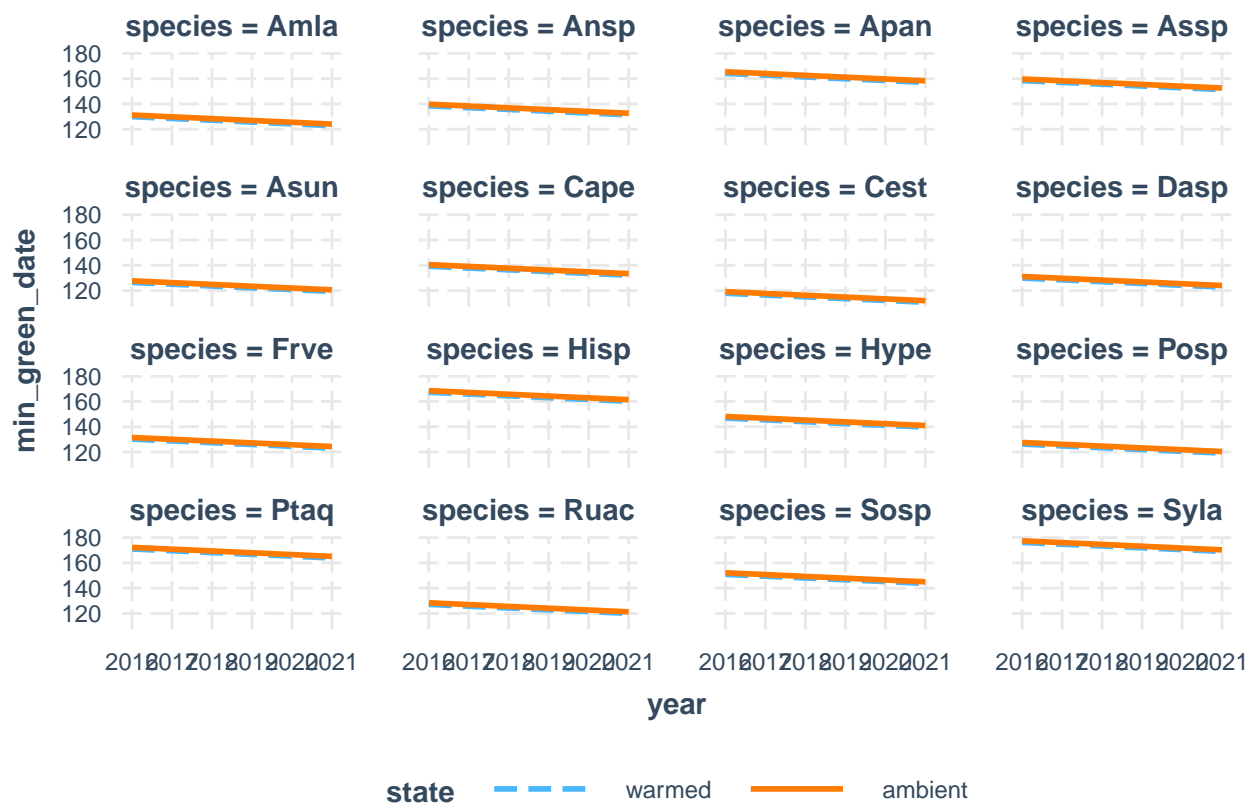 species = Amla species = Ansp species = Apan species = Assp
180
160
140
120
species = Asun species = Cape species = Cest species = Dasp
180
160
140
120
min_green_date
species = Frve species = Hisp species = Hype species = Posp
180
160
140
120
species = Ptaq species = Ruac species = Sosp species = Syla
180
160
140
120
2016 2017 2018 2019 2020 2021 2016 2017 2018 2019 2020 2021 2016 2017 2018 2019 2020 2021 2016 2017 2018 2019 2020 2021
year
state warmed ambient